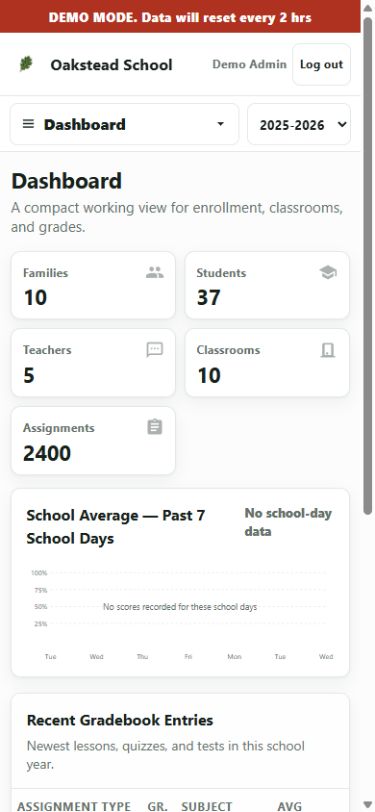 DEMO MODE. Data will reset every 2 hrs
Oakstead School
Demo Admin
Log out
Dashboard
2025-2026
Dashboard
A compact working view for enrollment, classrooms,
and grades.
Families
10
Students
37
Teachers
5
Classrooms
10
Assignments
2400
School Average — Past 7
School Days
No school-day
data
100%
75%
50%
No scores recorded for these school days
25%
Tue Wed Thu Fri Mon Tue Wed
Recent Gradebook Entries
Newest lessons, quizzes, and tests in this school
year.
ASSIGNMENT TYPE GR. SUBJECT AVG